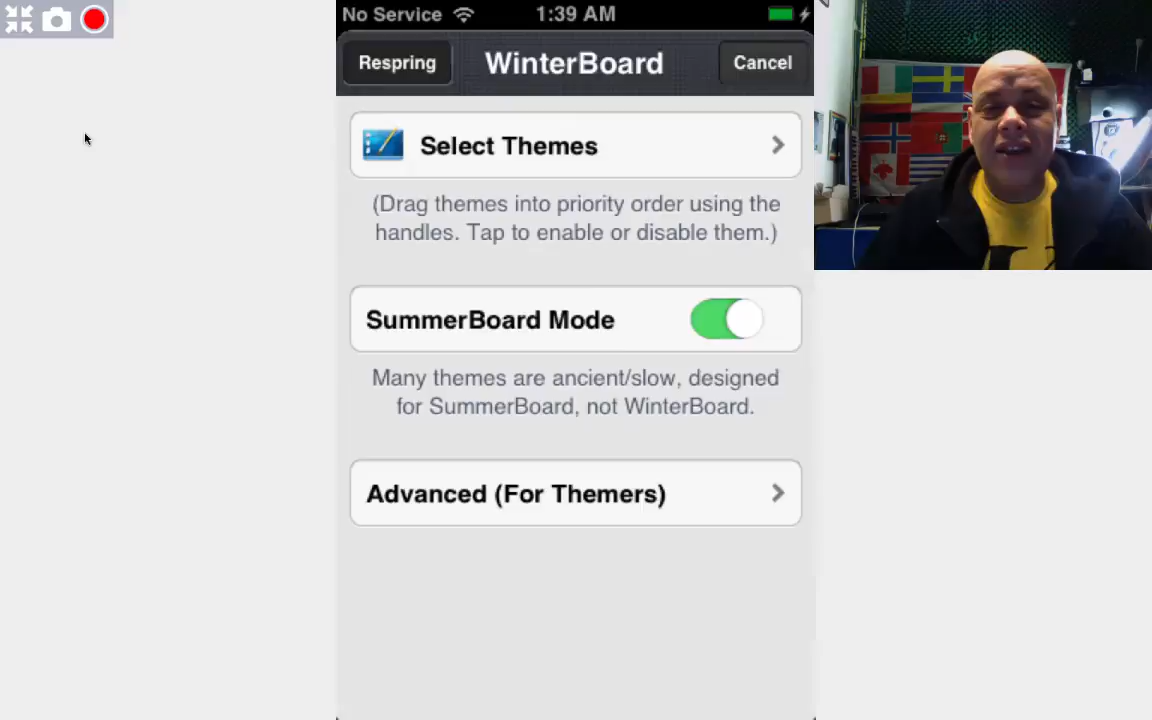 No Service 1:39 AM
Respring WinterBoard Cancel
Select Themes
(Drag themes into priority order using the
handles. Tap to enable or disable them.)
SummerBoard Mode
Many themes are ancient/slow, designed
for SummerBoard, not WinterBoard.
Advanced (For Themers)